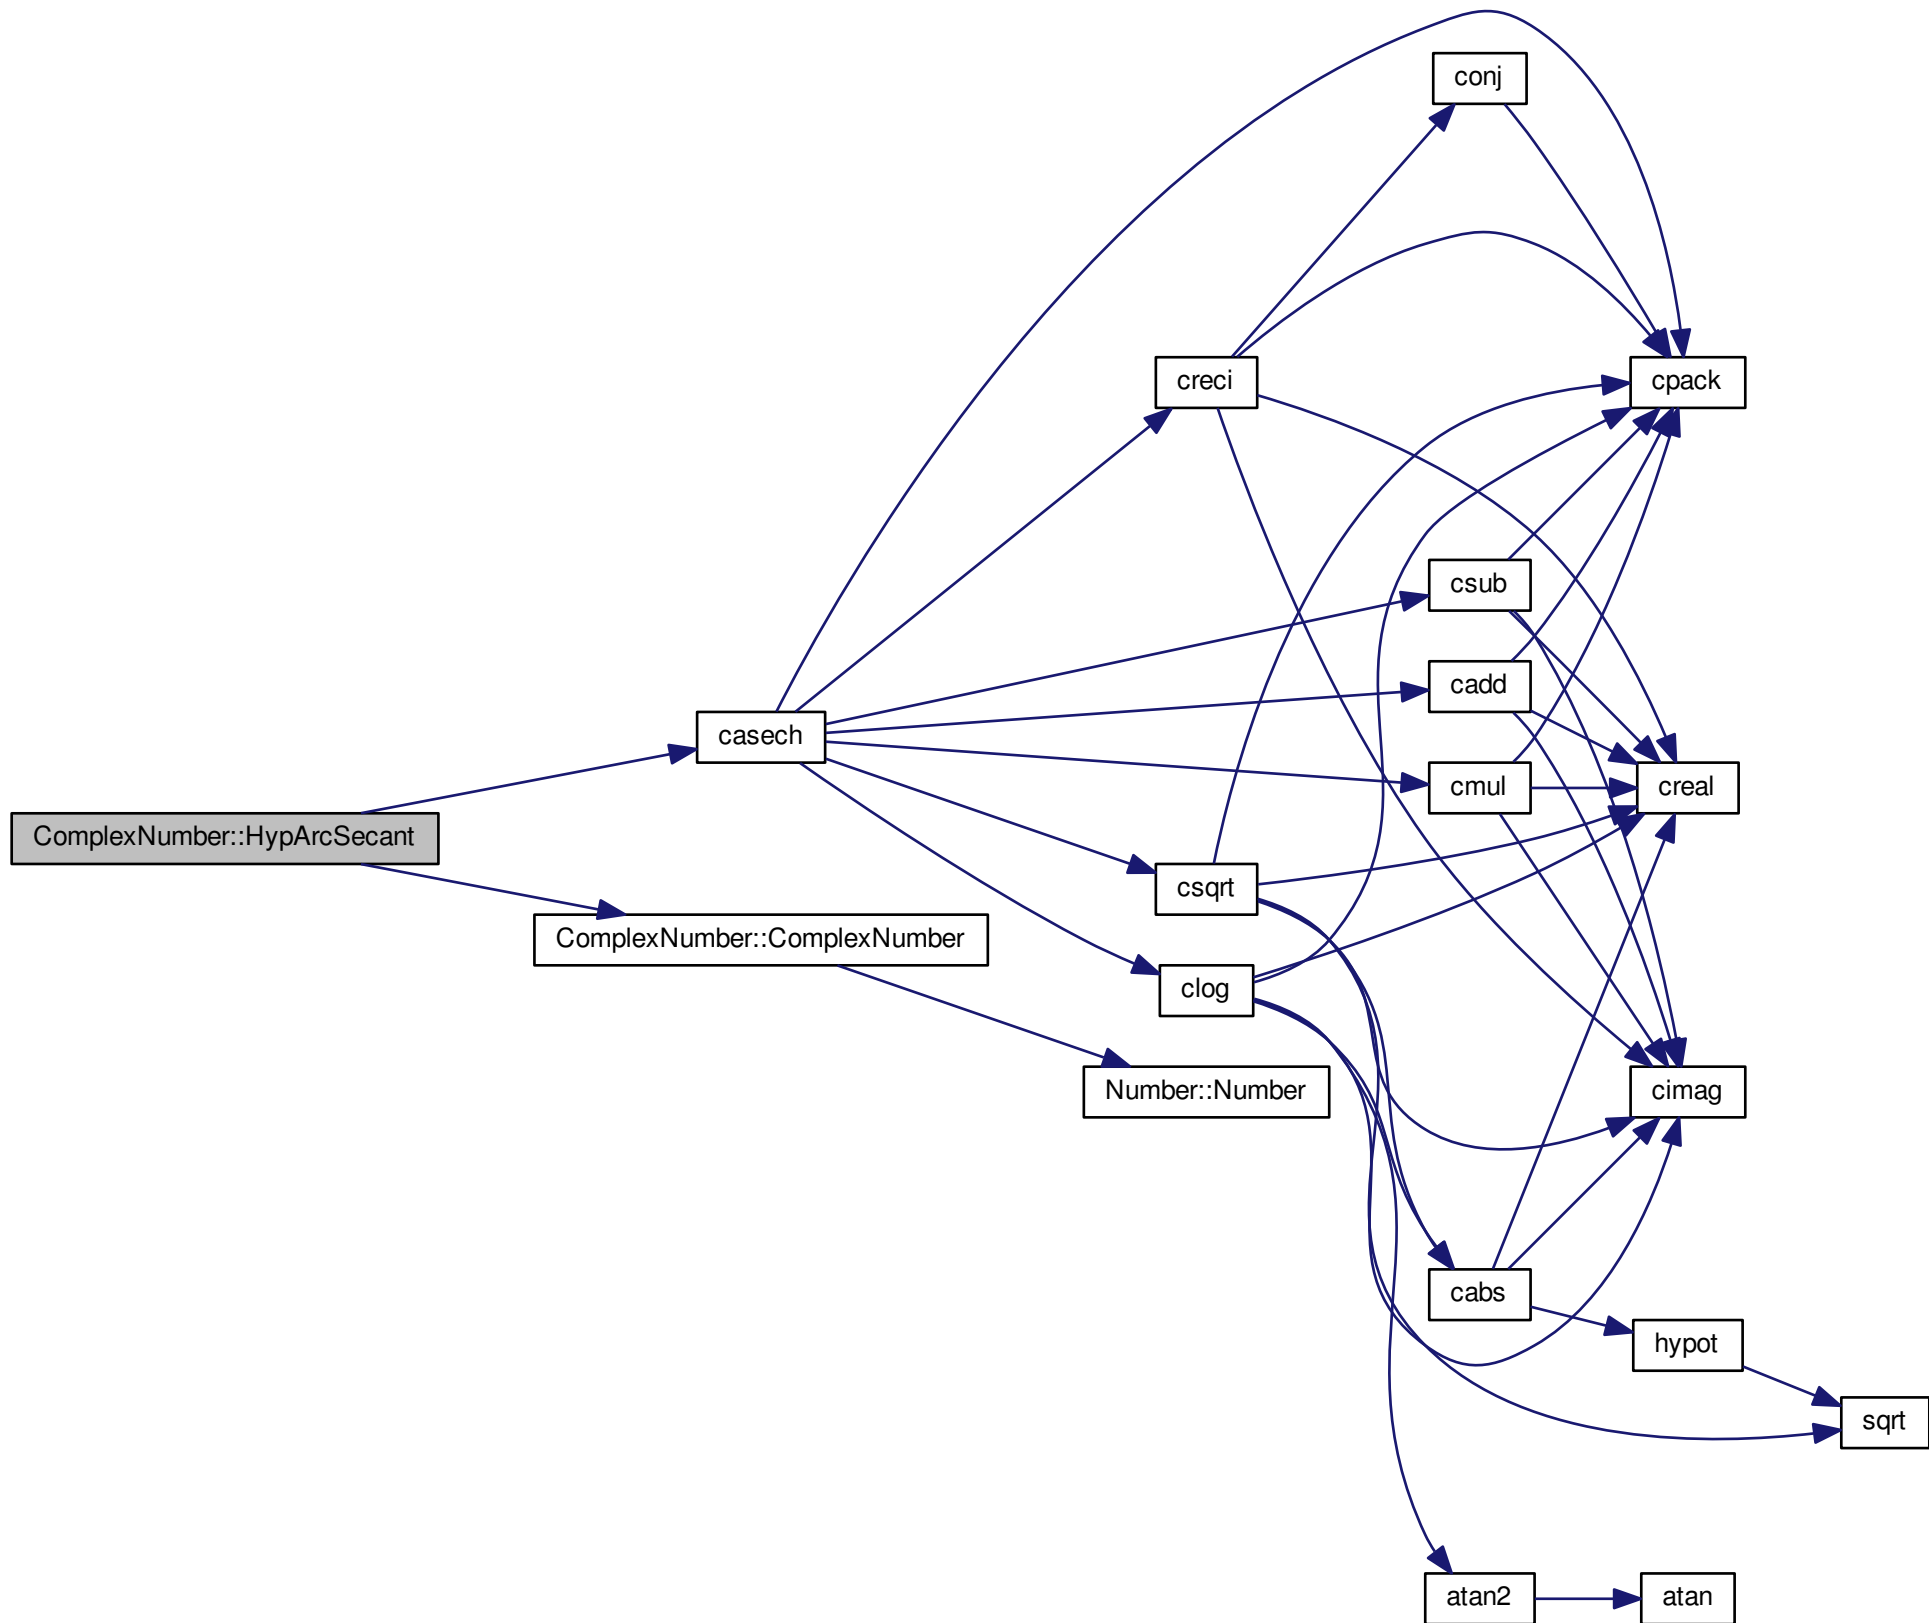 conj
creci
cpack
csub
cadd
casech
cmul
creal
ComplexNumber::HypArcSecant
csqrt
ComplexNumber::ComplexNumber
clog
Number::Number
cimag
cabs
hypot
sqrt
atan2
atan